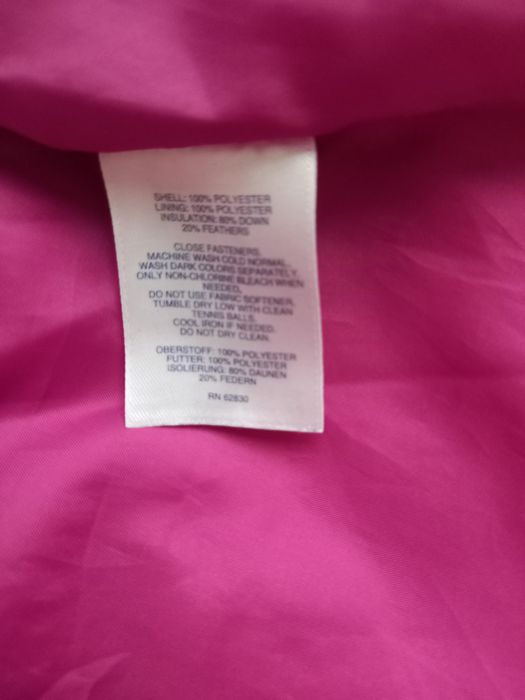 SHELL: 100% POLYESTER
LINING: 100% POLYESTER
INSULATION: 80% DOWN
20% FEATHERS
CLOSE FASTENERS.
MACHINE WASH COLD NORMAL.
WASH DARK COLORS SEPARATELY.
ONLY NON-CHLORINE BLEACH WHEN
NEEDED.
DO NOT USE FABRIC SOFTENER.
TUMBLE DRY LOW WITH CLEAN
TENNIS BALLS.
COOL IRON IF NEEDED.
DO NOT DRY CLEAN.
OBERSTOFF: 100% POLYESTER
FUTTER: 100% POLYESTER
ISOLIERUNG: 80% DAUNEN
20% FEDERN
RN 62830